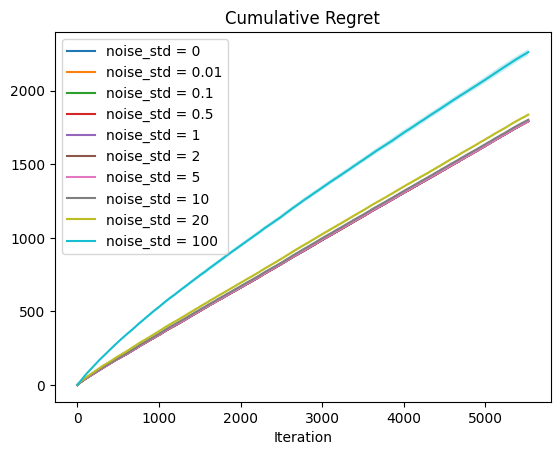 Cumulative Regret
noise_std = 0
noise_std = 0.01
noise_std = 0.1
noise_std = 0.5
noise_std = 1
noise_std = 2
noise_std = 5
noise_std = 10
noise_std = 20
noise_std = 100
2000
1500
1000
500
0
0 1000 2000 3000 4000 5000
Iteration